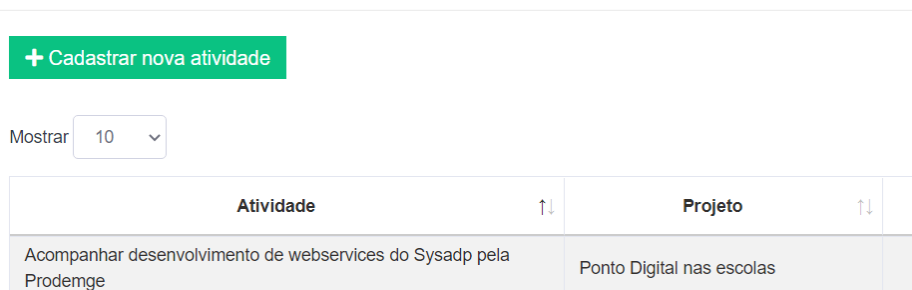 + Cadastrar nova atividade
Mostrar 10
Atividade ↑↓ Projeto ↑↓
Acompanhar desenvolvimento de webservices do Sysadp pela
Prodemge
Ponto Digital nas escolas